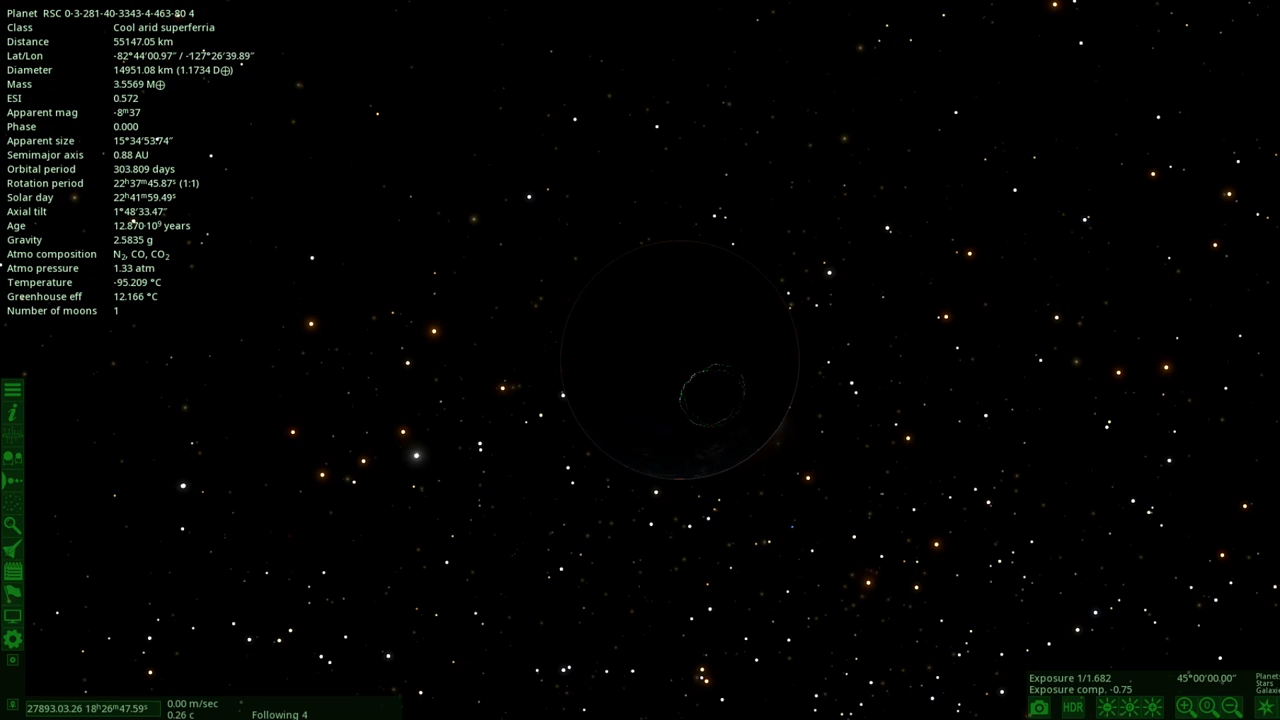 Planet RSC 0-3-281-40-3343-4-463-80 4
Class Cool arid superferria
Distance 55147.05 km
Lat/Lon -82°44′00.97″ / -127°26′39.89″
Diameter 14951.08 km (1.1734 D⊕)
Mass 3.5569 M⊕
ESI 0.572
Apparent mag -8ᵐ37
Phase 0.000
Apparent size 15°34′53.74″
Semimajor axis 0.88 AU
Orbital period 303.809 days
Rotation period 22ʰ37ᵐ45.87ˢ (1:1)
Solar day 22ʰ41ᵐ59.49ˢ
Axial tilt 1°48′33.47″
Age 12.870·10⁹ years
Gravity 2.5835 g
Atmo composition N₂, CO, CO₂
Atmo pressure 1.33 atm
Temperature -95.209 °C
Greenhouse eff 12.166 °C
Number of moons 1
27893.03.26 18ʰ26ᵐ47.59ˢ
0.00 m/sec
0.26 c
Following 4
Exposure 1/1.682 45°00′00.00″
Exposure comp. -0.75
HDR
Planets
Stars
Galaxie